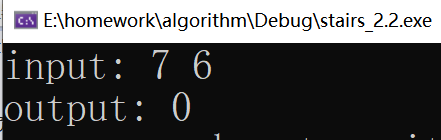 E:\homework\algorithm\Debug\stairs_2.2.exe
input: 7 6
output: 0